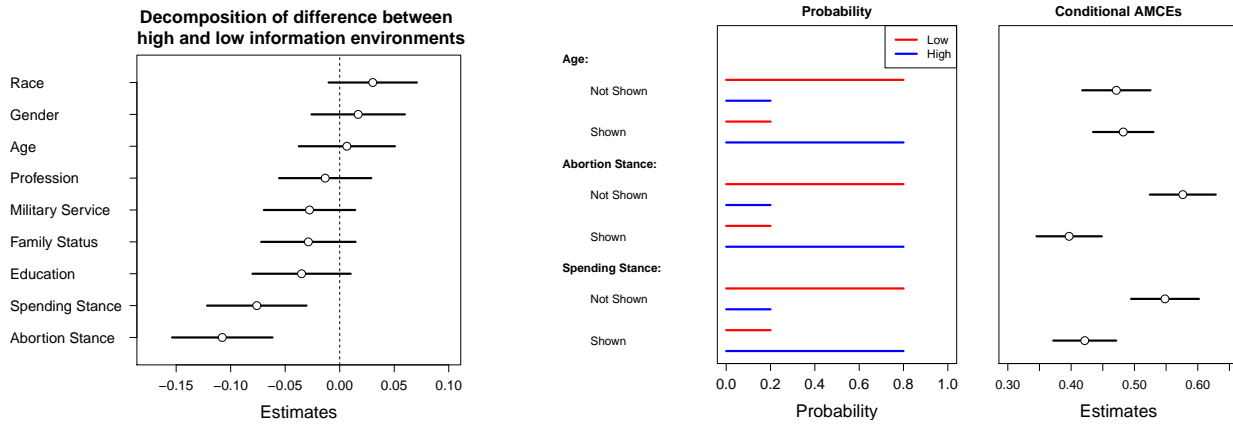 Decomposition of difference between
high and low information environments
Race
Gender
Age
Profession
Military Service
Family Status
Education
Spending Stance
Abortion Stance
−0.15 −0.10 −0.05 0.00 0.05 0.10
Estimates
Probability
Low
High
Age:
Not Shown
Shown
Abortion Stance:
Not Shown
Shown
Spending Stance:
Not Shown
Shown
0.0 0.2 0.4 0.6 0.8 1.0
Probability
Conditional AMCEs
0.30 0.40 0.50 0.60
Estimates